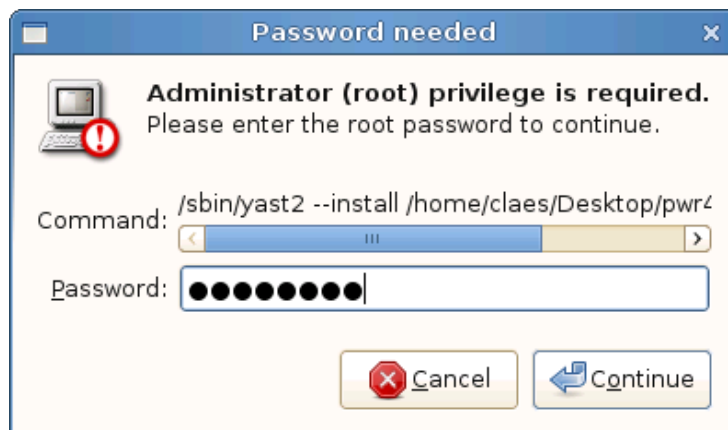 Password needed
Administrator (root) privilege is required.
Please enter the root password to continue.
Command: /sbin/yast2 --install /home/claes/Desktop/pwr4
Password: ●●●●●●●●
Cancel Continue